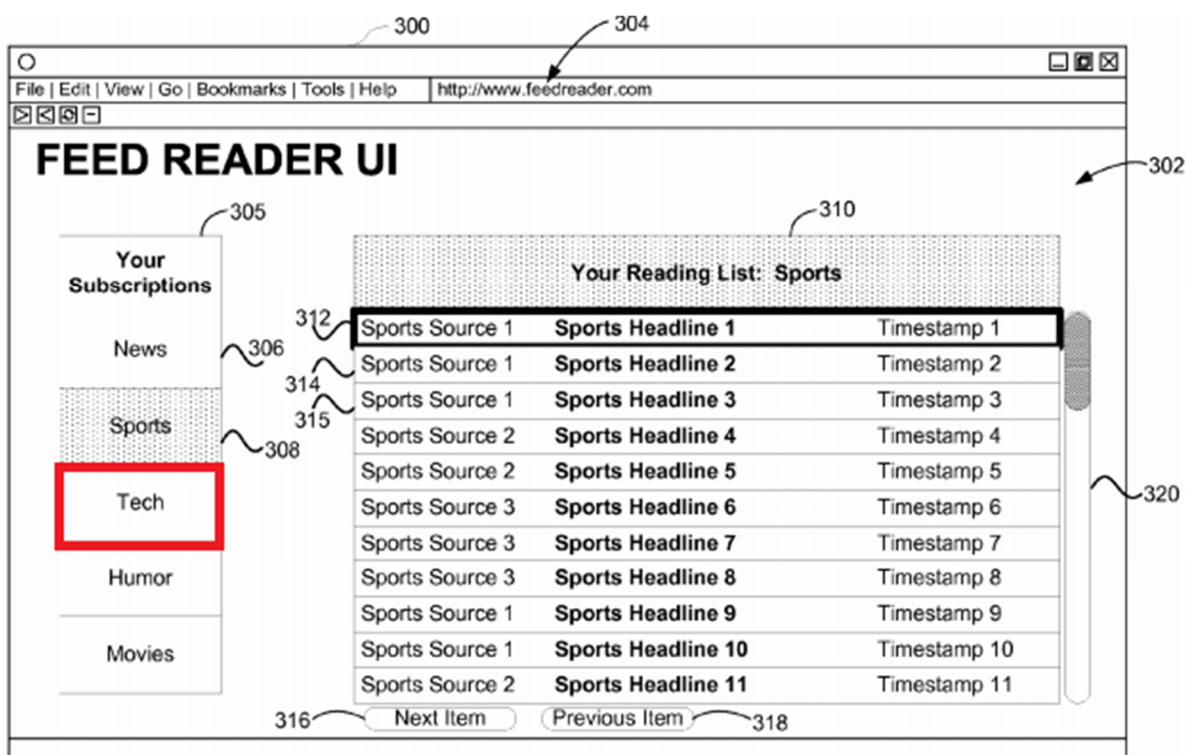 300
304
File | Edit | View | Go | Bookmarks | Tools | Help http://www.feedreader.com
FEED READER UI
302
305
310
Your
Subscriptions
News
306
Sports
308
Tech
Humor
Movies
Your Reading List: Sports
312
Sports Source 1 Sports Headline 1 Timestamp 1
314
Sports Source 1 Sports Headline 2 Timestamp 2
315
Sports Source 1 Sports Headline 3 Timestamp 3
Sports Source 2 Sports Headline 4 Timestamp 4
Sports Source 2 Sports Headline 5 Timestamp 5
320
Sports Source 3 Sports Headline 6 Timestamp 6
Sports Source 3 Sports Headline 7 Timestamp 7
Sports Source 3 Sports Headline 8 Timestamp 8
Sports Source 1 Sports Headline 9 Timestamp 9
Sports Source 1 Sports Headline 10 Timestamp 10
Sports Source 2 Sports Headline 11 Timestamp 11
316 Next Item Previous Item 318